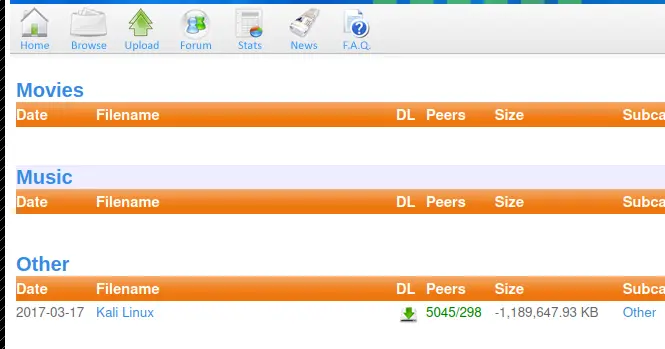 Home Browse Upload Forum Stats News F.A.Q.
Movies
Date Filename DL Peers Size Subca
Music
Date Filename DL Peers Size Subca
Other
Date Filename DL Peers Size Subca
2017-03-17 Kali Linux 5045/298 -1,189,647.93 KB Other